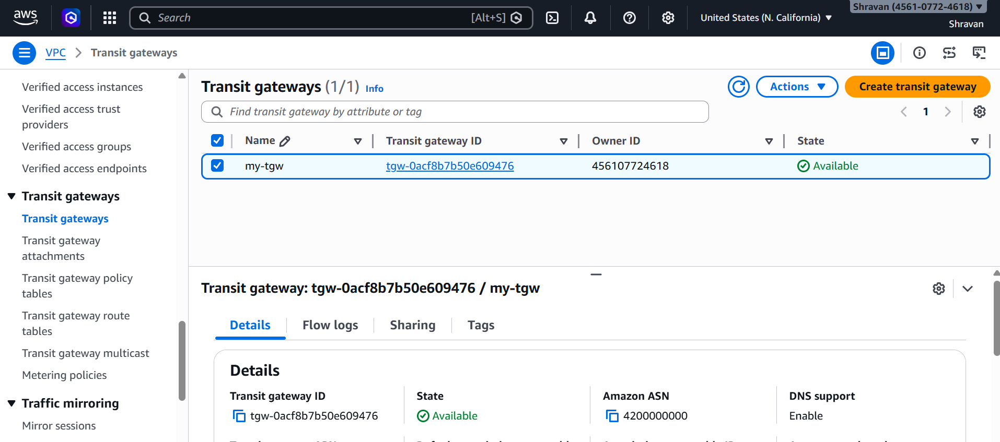 aws
Search
[Alt+S]
United States (N. California)
Shravan (4561-0772-4618)
Shravan
VPC
Transit gateways
Verified access instances
Verified access trust
providers
Verified access groups
Verified access endpoints
Transit gateways
Transit gateways
Transit gateway
attachments
Transit gateway policy
tables
Transit gateway route
tables
Transit gateway multicast
Metering policies
Traffic mirroring
Mirror sessions
Transit gateways (1/1) Info
Actions
Create transit gateway
Find transit gateway by attribute or tag
1
Name
Transit gateway ID
Owner ID
State
my-tgw
tgw-0acf8b7b50e609476
456107724618
Available
Transit gateway: tgw-0acf8b7b50e609476 / my-tgw
Details
Flow logs
Sharing
Tags
Details
Transit gateway ID
tgw-0acf8b7b50e609476
State
Available
Amazon ASN
4200000000
DNS support
Enable